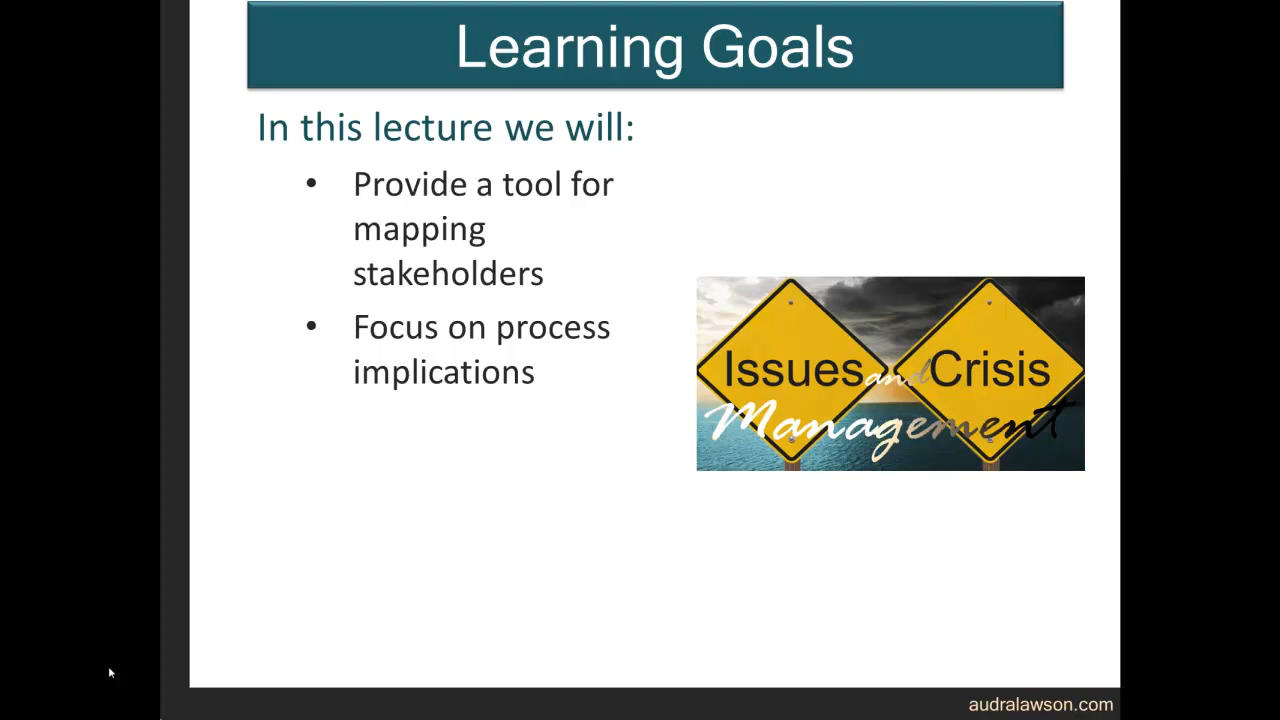 Learning Goals
In this lecture we will:
• Provide a tool for
mapping
stakeholders
• Focus on process
implications
Issues and Crisis
Management
audralawson.com